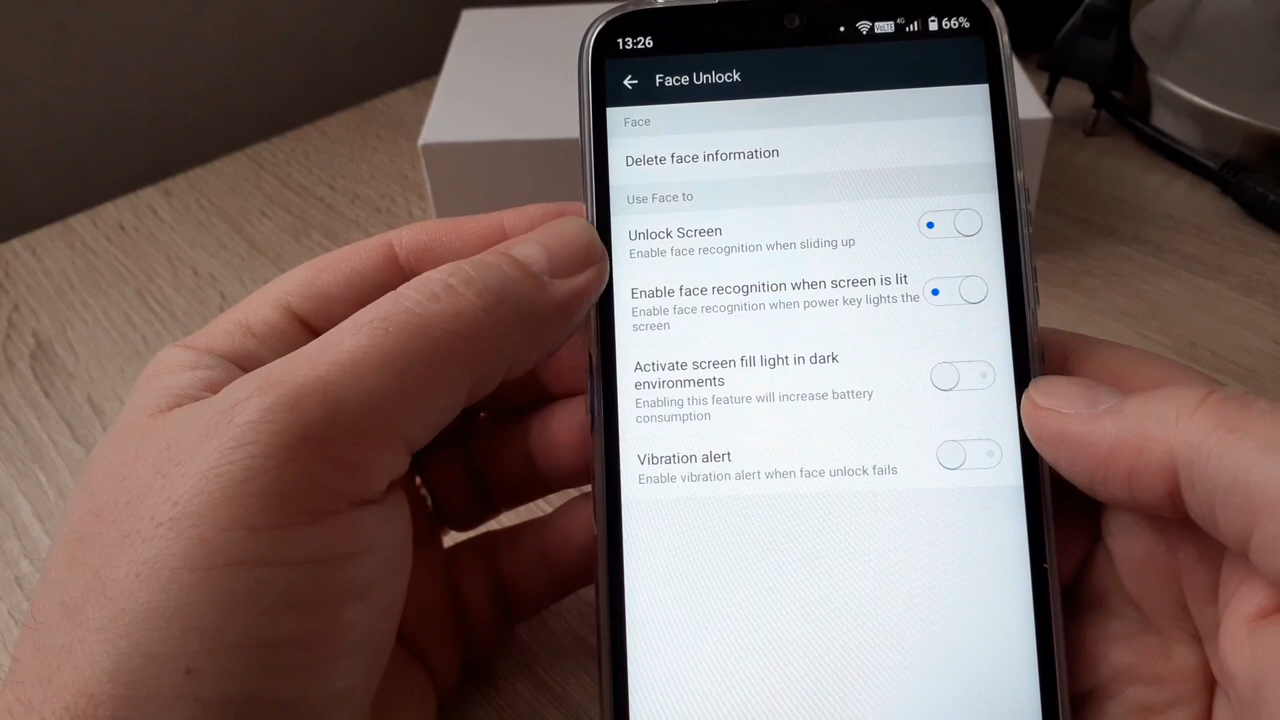 13:26
VoLTE 4G 66%
Face Unlock
Face
Delete face information
Use Face to
Unlock Screen
Enable face recognition when sliding up
Enable face recognition when screen is lit
Enable face recognition when power key lights the
screen
Activate screen fill light in dark
environments
Enabling this feature will increase battery
consumption
Vibration alert
Enable vibration alert when face unlock fails